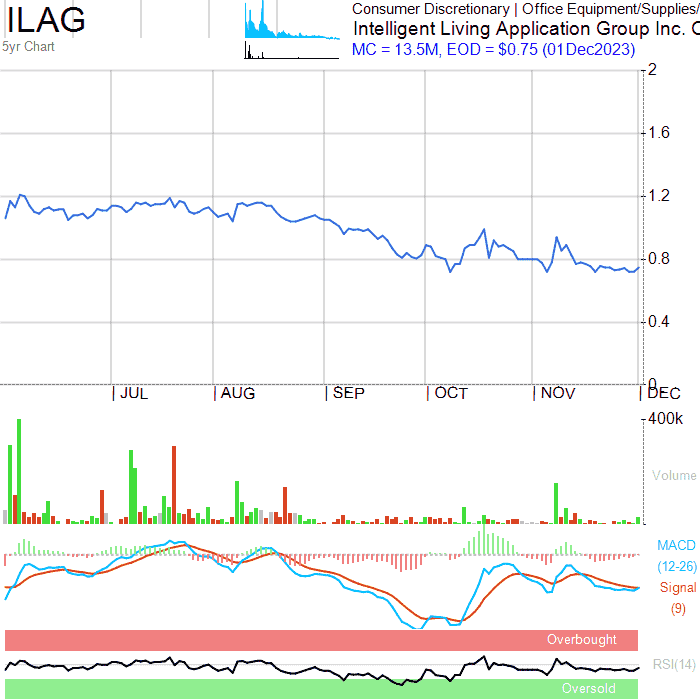 ILAG
5yr Chart
Consumer Discretionary | Office Equipment/Supplies/
Intelligent Living Application Group Inc. O
MC = 13.5M, EOD = $0.75 (01Dec2023)
2
1.6
1.2
0.8
0.4
0
JUL AUG SEP OCT NOV DEC
400k
Volume
MACD
(12-26)
Signal
(9)
Overbought
RSI(14)
Oversold